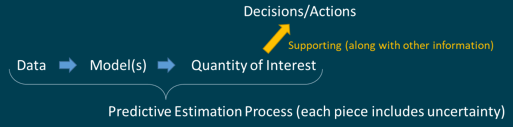 Decisions/Actions
Supporting (along with other information)
Data Model(s) Quantity of Interest
Predictive Estimation Process (each piece includes uncertainty)